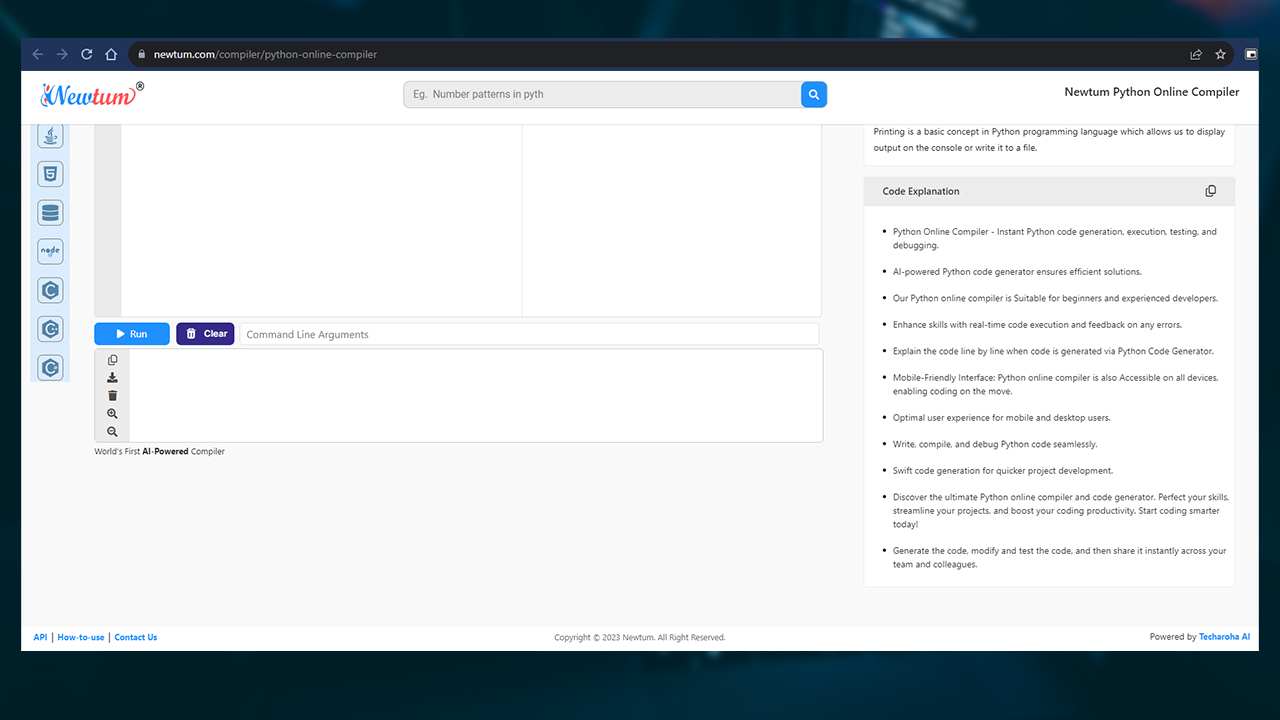 newtum.com/compiler/python-online-compiler
Newtum®
Eg. Number patterns in pyth
Newtum Python Online Compiler
node
Run
Clear
Command Line Arguments
World's First AI-Powered Compiler
Printing is a basic concept in Python programming language which allows us to display
output on the console or write it to a file.
Code Explanation
• Python Online Compiler - Instant Python code generation, execution, testing, and
debugging.
• AI-powered Python code generator ensures efficient solutions.
• Our Python online compiler is Suitable for beginners and experienced developers.
• Enhance skills with real-time code execution and feedback on any errors.
• Explain the code line by line when code is generated via Python Code Generator.
• Mobile-Friendly Interface: Python online compiler is also Accessible on all devices,
enabling coding on the move.
• Optimal user experience for mobile and desktop users.
• Write, compile, and debug Python code seamlessly.
• Swift code generation for quicker project development.
• Discover the ultimate Python online compiler and code generator. Perfect your skills,
streamline your projects, and boost your coding productivity. Start coding smarter
today!
• Generate the code, modify and test the code, and then share it instantly across your
team and colleagues.
API | How-to-use | Contact Us
Copyright © 2023 Newtum. All Right Reserved.
Powered by Techaroha AI